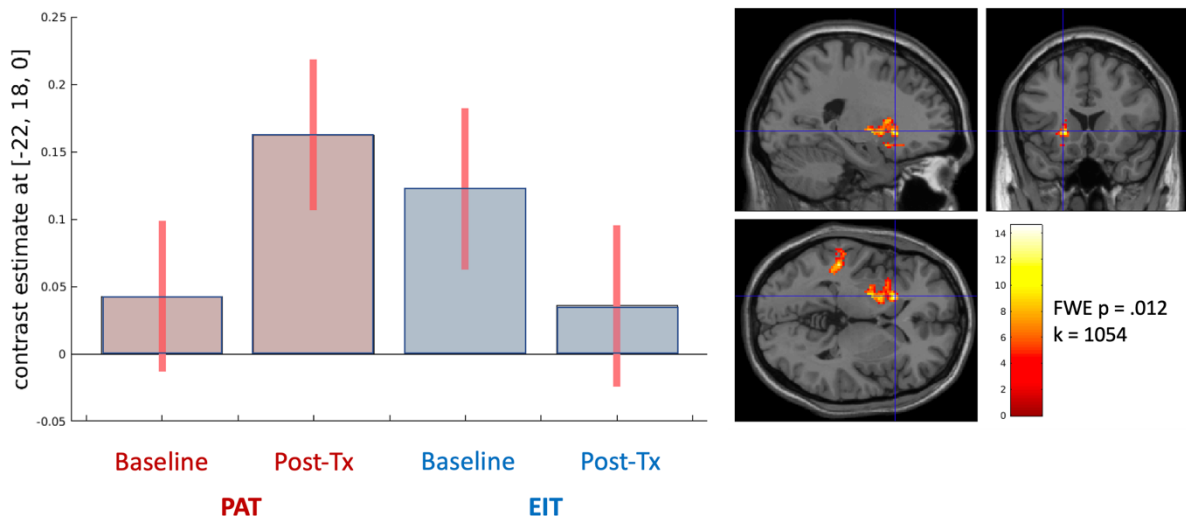 contrast estimate at [-22, 18, 0]
0.25
0.2
0.15
0.1
0.05
0
-0.05
Baseline
Post-Tx
Baseline
Post-Tx
PAT
EIT
14
12
10
8
6
4
2
0
FWE p = .012
k = 1054